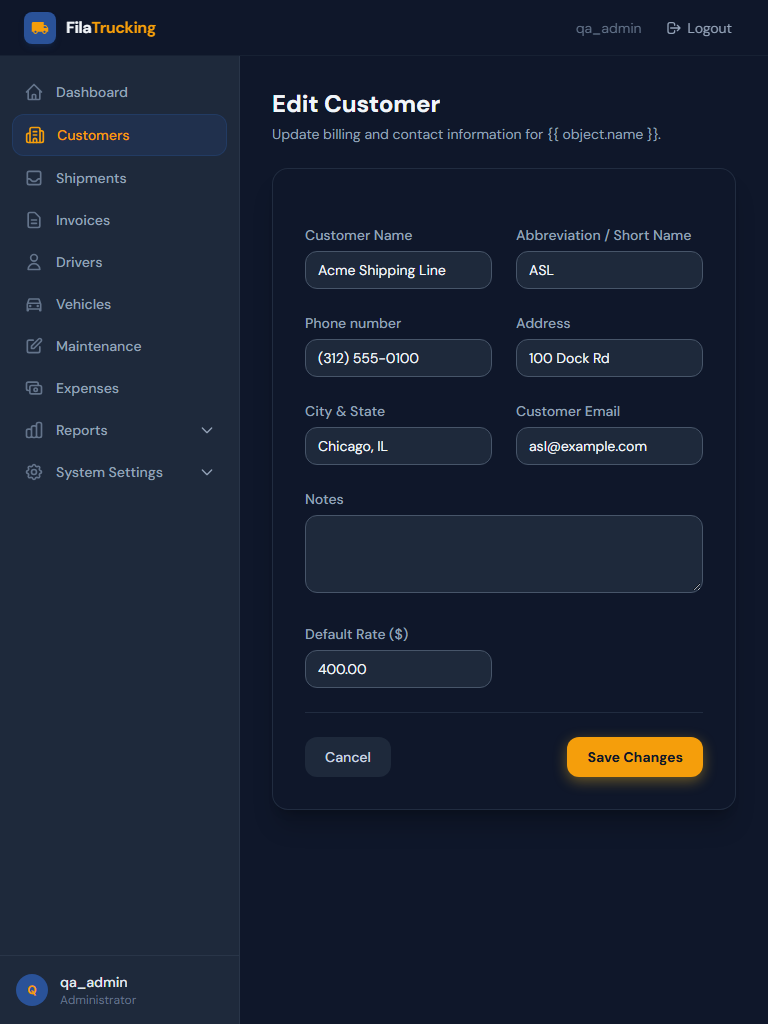 FilaTrucking
qa_admin
Logout
Dashboard
Customers
Shipments
Invoices
Drivers
Vehicles
Maintenance
Expenses
Reports
System Settings
Edit Customer
Update billing and contact information for {{ object.name }}.
Customer Name
Abbreviation / Short Name
Acme Shipping Line
ASL
Phone number
Address
(312) 555-0100
100 Dock Rd
City & State
Customer Email
Chicago, IL
asl@example.com
Notes
Default Rate ($)
400.00
Cancel
Save Changes
Q
qa_admin
Administrator